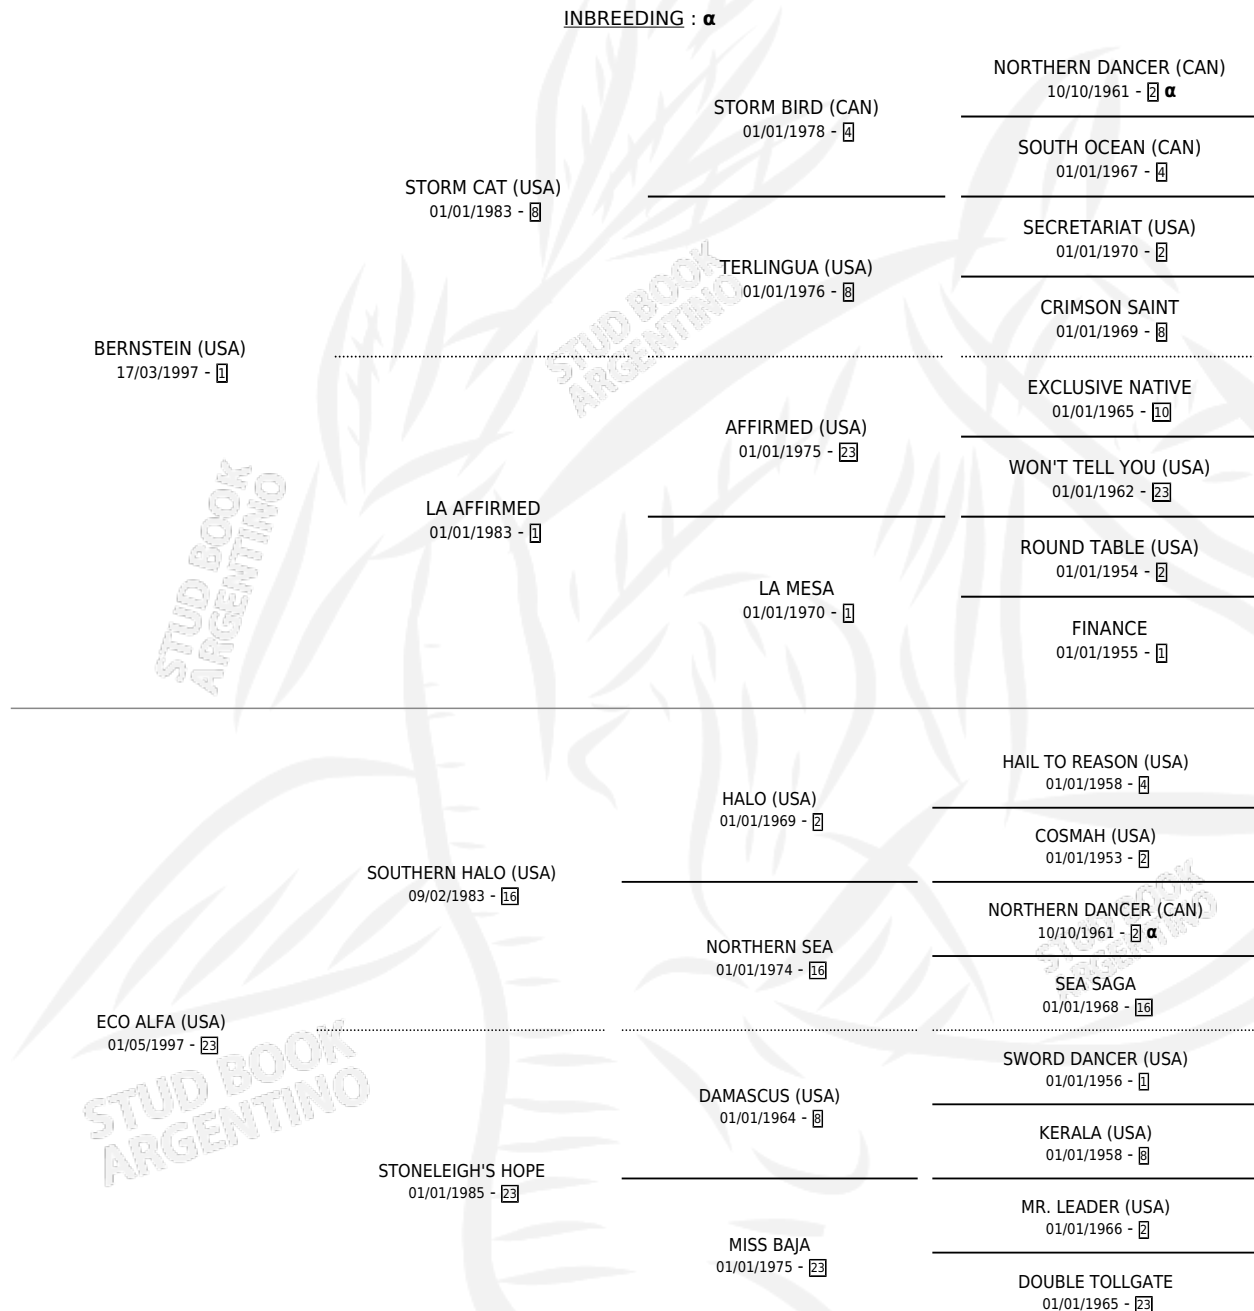 INBREEDING : α
NORTHERN DANCER (CAN)
10/10/1961 - 2 α
STORM BIRD (CAN)
01/01/1978 - 4
SOUTH OCEAN (CAN)
01/01/1967 - 4
STORM CAT (USA)
01/01/1983 - 8
SECRETARIAT (USA)
01/01/1970 - 2
TERLINGUA (USA)
01/01/1976 - 8
CRIMSON SAINT
01/01/1969 - 8
BERNSTEIN (USA)
17/03/1997 - 1
EXCLUSIVE NATIVE
01/01/1965 - 10
AFFIRMED (USA)
01/01/1975 - 23
WON'T TELL YOU (USA)
01/01/1962 - 23
LA AFFIRMED
01/01/1983 - 1
ROUND TABLE (USA)
01/01/1954 - 2
LA MESA
01/01/1970 - 1
FINANCE
01/01/1955 - 1
HAIL TO REASON (USA)
01/01/1958 - 4
HALO (USA)
01/01/1969 - 2
COSMAH (USA)
01/01/1953 - 2
SOUTHERN HALO (USA)
09/02/1983 - 16
NORTHERN DANCER (CAN)
10/10/1961 - 2 α
NORTHERN SEA
01/01/1974 - 16
SEA SAGA
01/01/1968 - 16
ECO ALFA (USA)
01/05/1997 - 23
SWORD DANCER (USA)
01/01/1956 - 1
DAMASCUS (USA)
01/01/1964 - 8
KERALA (USA)
01/01/1958 - 8
STONELEIGH'S HOPE
01/01/1985 - 23
MR. LEADER (USA)
01/01/1966 - 2
MISS BAJA
01/01/1975 - 23
DOUBLE TOLLGATE
01/01/1965 - 23
STUD BOOK
ARGENTINO
STUD BOOK
ARGENTINO
STUD BOOK
ARGENTINO
STUD BOOK
ARGENTINO